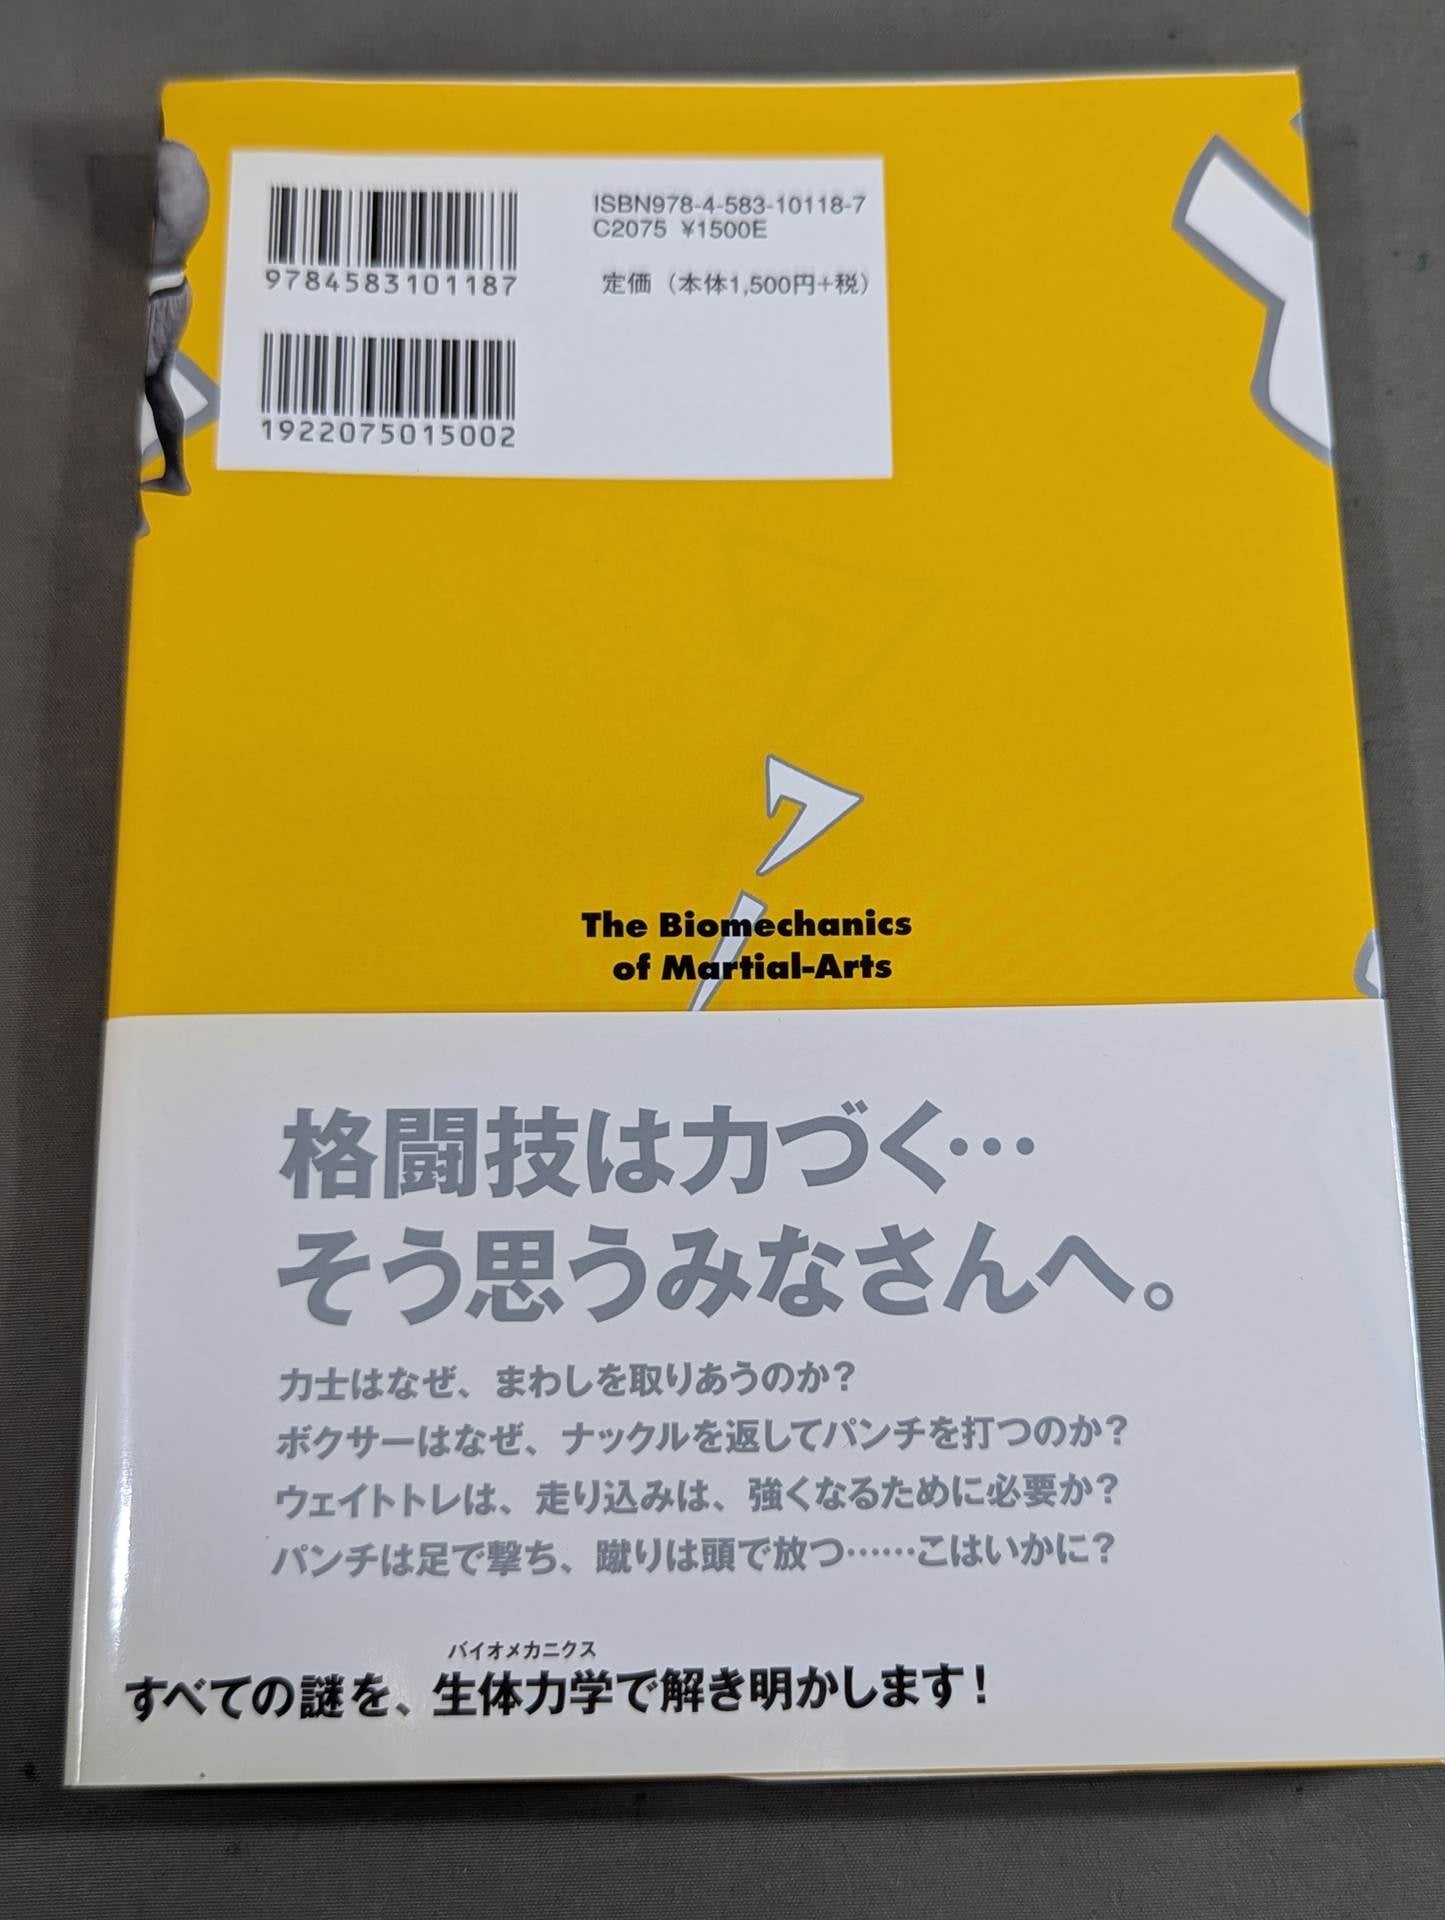 9784583101187
ISBN978-4-583-10118-7
C2075 ¥1500E
定価（本体1,500円+税）
1922075015002
The Biomechanics
of Martial-Arts
格闘技は力づく…
そう思うみなさんへ。
力士はなぜ、まわしを取りあうのか？
ボクサーはなぜ、ナックルを返してパンチを打つのか？
ウェイトトレは、走り込みは、強くなるために必要か？
パンチは足で撃ち、蹴りは頭で放つ……こはいかに？
バイオメカニクス
すべての謎を、生体力学で解き明かします！